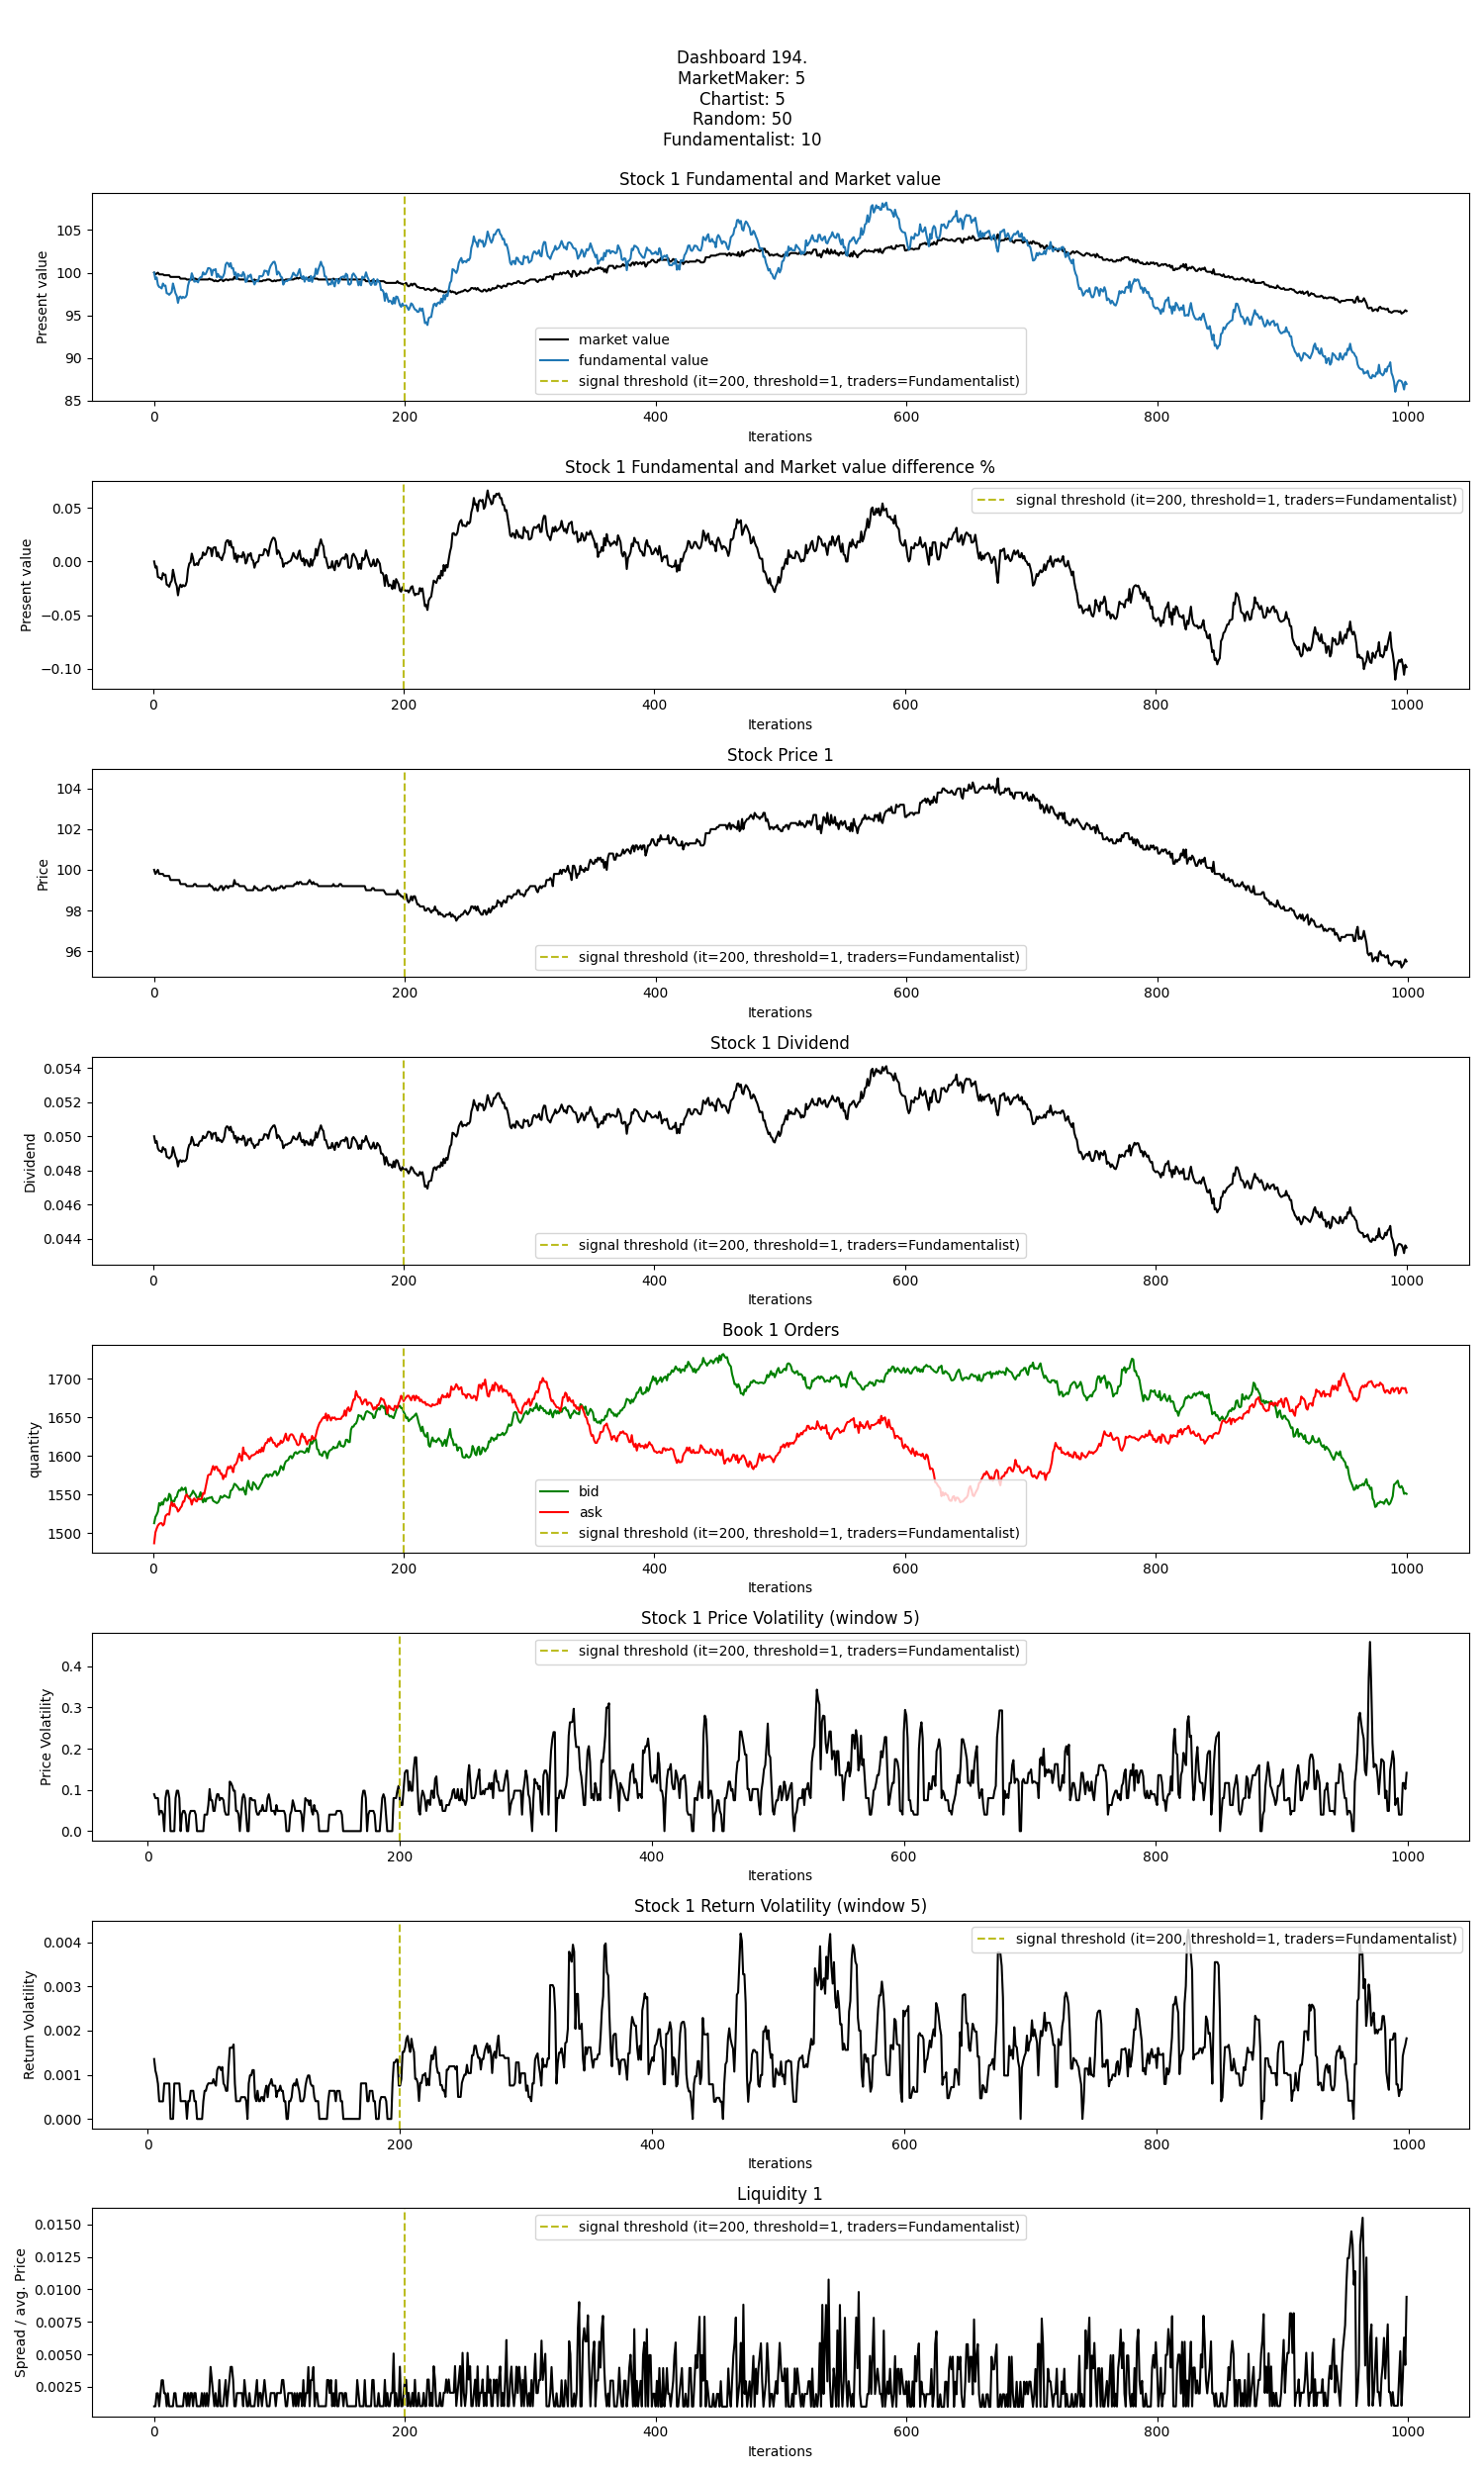 Dashboard 194.
MarketMaker: 5
Chartist: 5
Random: 50
Fundamentalist: 10
Stock 1 Fundamental and Market value
Present value
105
100
95
90
85
market value
fundamental value
signal threshold (it=200, threshold=1, traders=Fundamentalist)
0 200 400 600 800 1000
Iterations
Stock 1 Fundamental and Market value difference %
Present value
0.05
0.00
−0.05
−0.10
signal threshold (it=200, threshold=1, traders=Fundamentalist)
0 200 400 600 800 1000
Iterations
Stock Price 1
Price
104
102
100
98
96
signal threshold (it=200, threshold=1, traders=Fundamentalist)
0 200 400 600 800 1000
Iterations
Stock 1 Dividend
Dividend
0.054
0.052
0.050
0.048
0.046
0.044
signal threshold (it=200, threshold=1, traders=Fundamentalist)
0 200 400 600 800 1000
Iterations
Book 1 Orders
quantity
1700
1650
1600
1550
1500
bid
ask
signal threshold (it=200, threshold=1, traders=Fundamentalist)
0 200 400 600 800 1000
Iterations
Stock 1 Price Volatility (window 5)
Price Volatility
0.4
0.3
0.2
0.1
0.0
signal threshold (it=200, threshold=1, traders=Fundamentalist)
0 200 400 600 800 1000
Iterations
Stock 1 Return Volatility (window 5)
Return Volatility
0.004
0.003
0.002
0.001
0.000
signal threshold (it=200, threshold=1, traders=Fundamentalist)
0 200 400 600 800 1000
Iterations
Liquidity 1
Spread / avg. Price
0.0150
0.0125
0.0100
0.0075
0.0050
0.0025
signal threshold (it=200, threshold=1, traders=Fundamentalist)
0 200 400 600 800 1000
Iterations